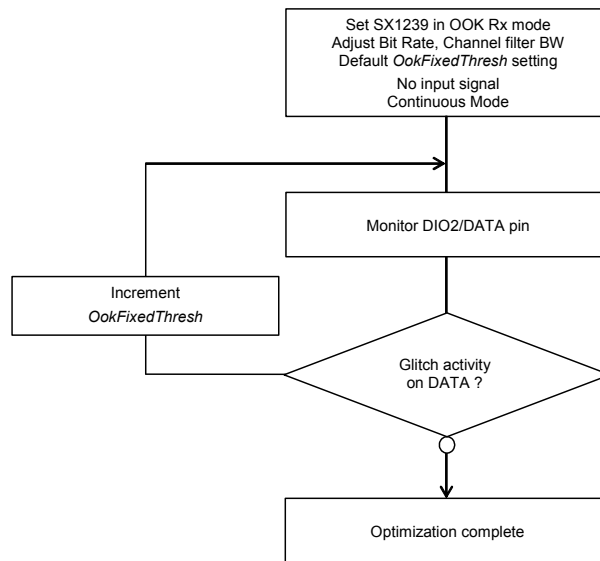 Set SX1239 in OOK Rx mode
Adjust Bit Rate, Channel filter BW
Default OokFixedThresh setting
No input signal
Continuous Mode
Monitor DIO2/DATA pin
Increment
OokFixedThresh
Glitch activity
on DATA ?
Optimization complete